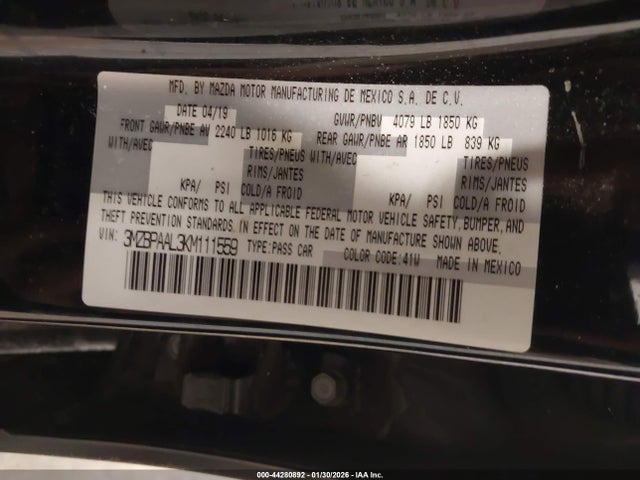 MFD. BY MAZDA MOTOR MANUFACTURING DE MEXICO S.A. DE C.V.
DATE 04/19 GVWR/PNBV 4079 LB 1850 KG
FRONT GAWR/PNBE AV 2240 LB 1016 KG REAR GAWR/PNBE AR 1850 LB 839 KG
WITH/AVEC TIRES/PNEUS WITH/AVEC TIRES/PNEUS
RIMS/JANTES RIMS/JANTES
KPA/ PSI COLD/A FROID KPA/ PSI COLD/A FROID
THIS VEHICLE CONFORMS TO ALL APPLICABLE FEDERAL MOTOR VEHICLE SAFETY, BUMPER, AND
THEFT PREVENTION STANDARDS IN EFFECT ON THE DATE OF MANUFACTURE SHOWN ABOVE.
VIN: 3MZBPAAL3KM111559 TYPE:PASS CAR COLOR CODE:41W MADE IN MEXICO
000-44280892 - 01/30/2026 - IAA Inc.